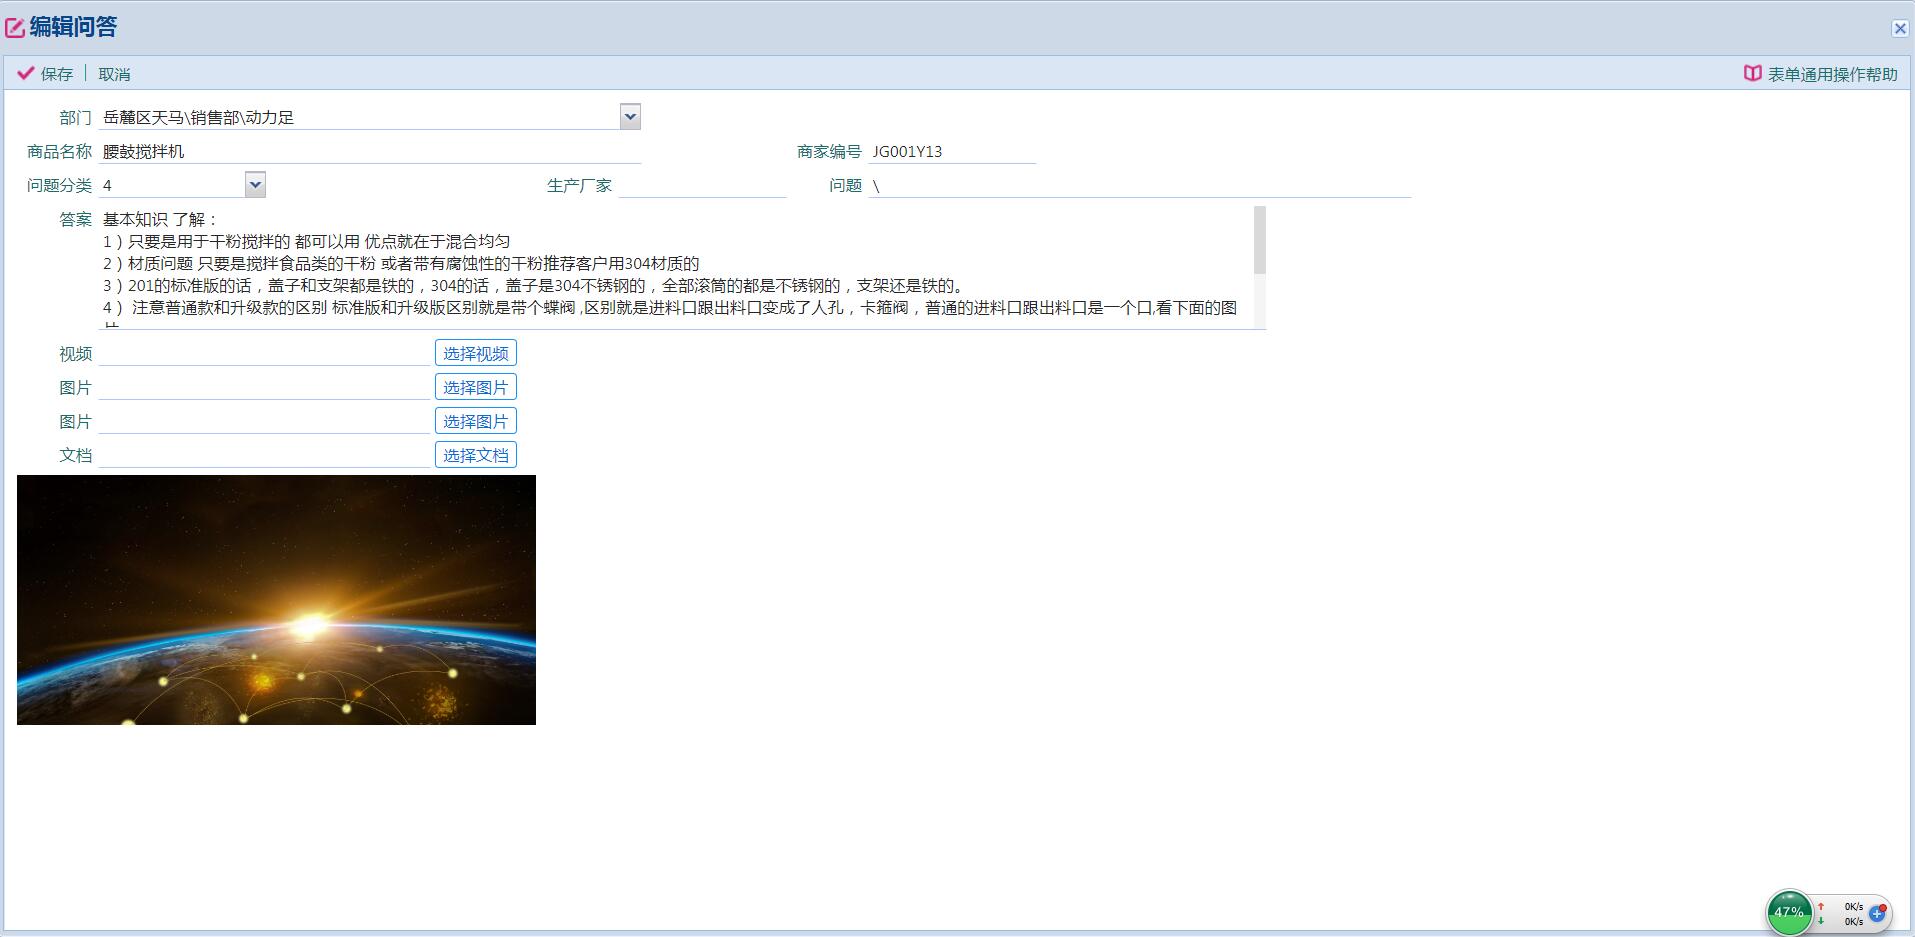 编辑问答
保存 取消 表单通用操作帮助
部门 岳麓区天马\销售部\动力足
商品名称 腰鼓搅拌机 商家编号 JG001Y13
问题分类 4 生产厂家 问题 \
答案 基本知识 了解：
1）只要是用于干粉搅拌的 都可以用 优点就在于混合均匀
2）材质问题 只要是搅拌食品类的干粉 或者带有腐蚀性的干粉推荐客户用304材质的
3）201的标准版的话，盖子和支架都是铁的，304的话，盖子是304不锈钢的，全部滚筒的都是不锈钢的，支架还是铁的。
4） 注意普通款和升级款的区别 标准版和升级版区别就是带个蝶阀 ,区别就是进料口跟出料口变成了人孔，卡箍阀，普通的进料口跟出料口是一个口,看下面的图
视频 选择视频
图片 选择图片
图片 选择图片
文档 选择文档
47% 0K/s
0K/s